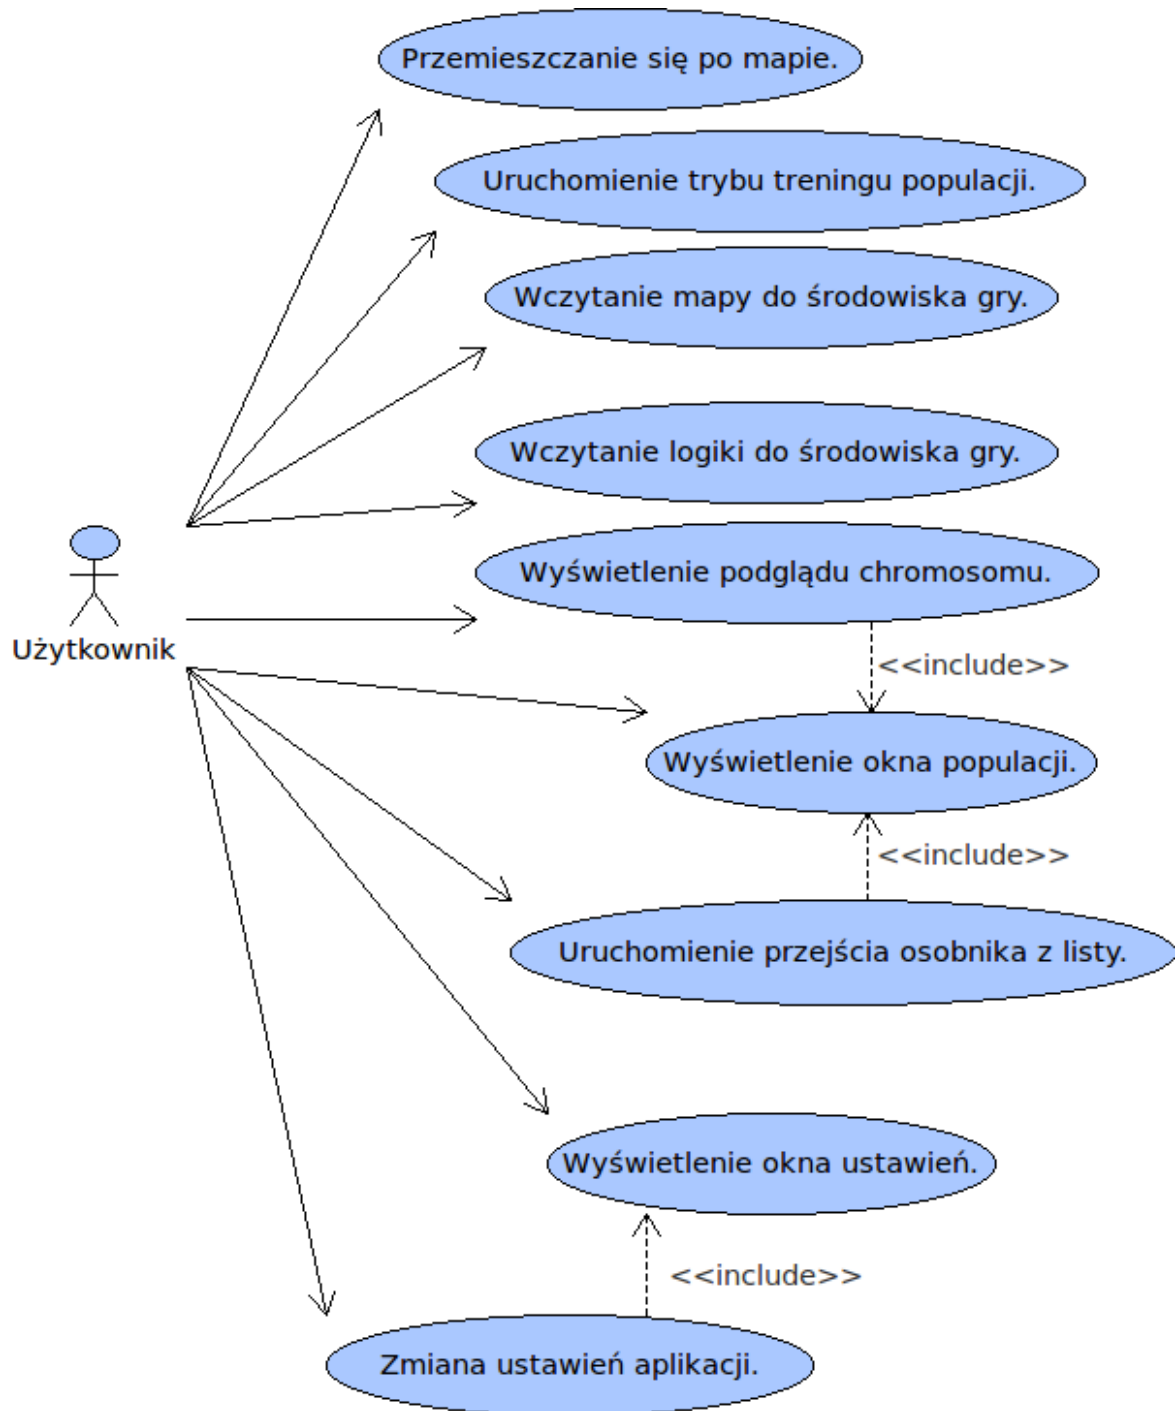 Przemieszczanie się po mapie.
Uruchomienie trybu treningu populacji.
Wczytanie mapy do środowiska gry.
Wczytanie logiki do środowiska gry.
Wyświetlenie podglądu chromosomu.
Użytkownik
<<include>>
Wyświetlenie okna populacji.
<<include>>
Uruchomienie przejścia osobnika z listy.
Wyświetlenie okna ustawień.
<<include>>
Zmiana ustawień aplikacji.